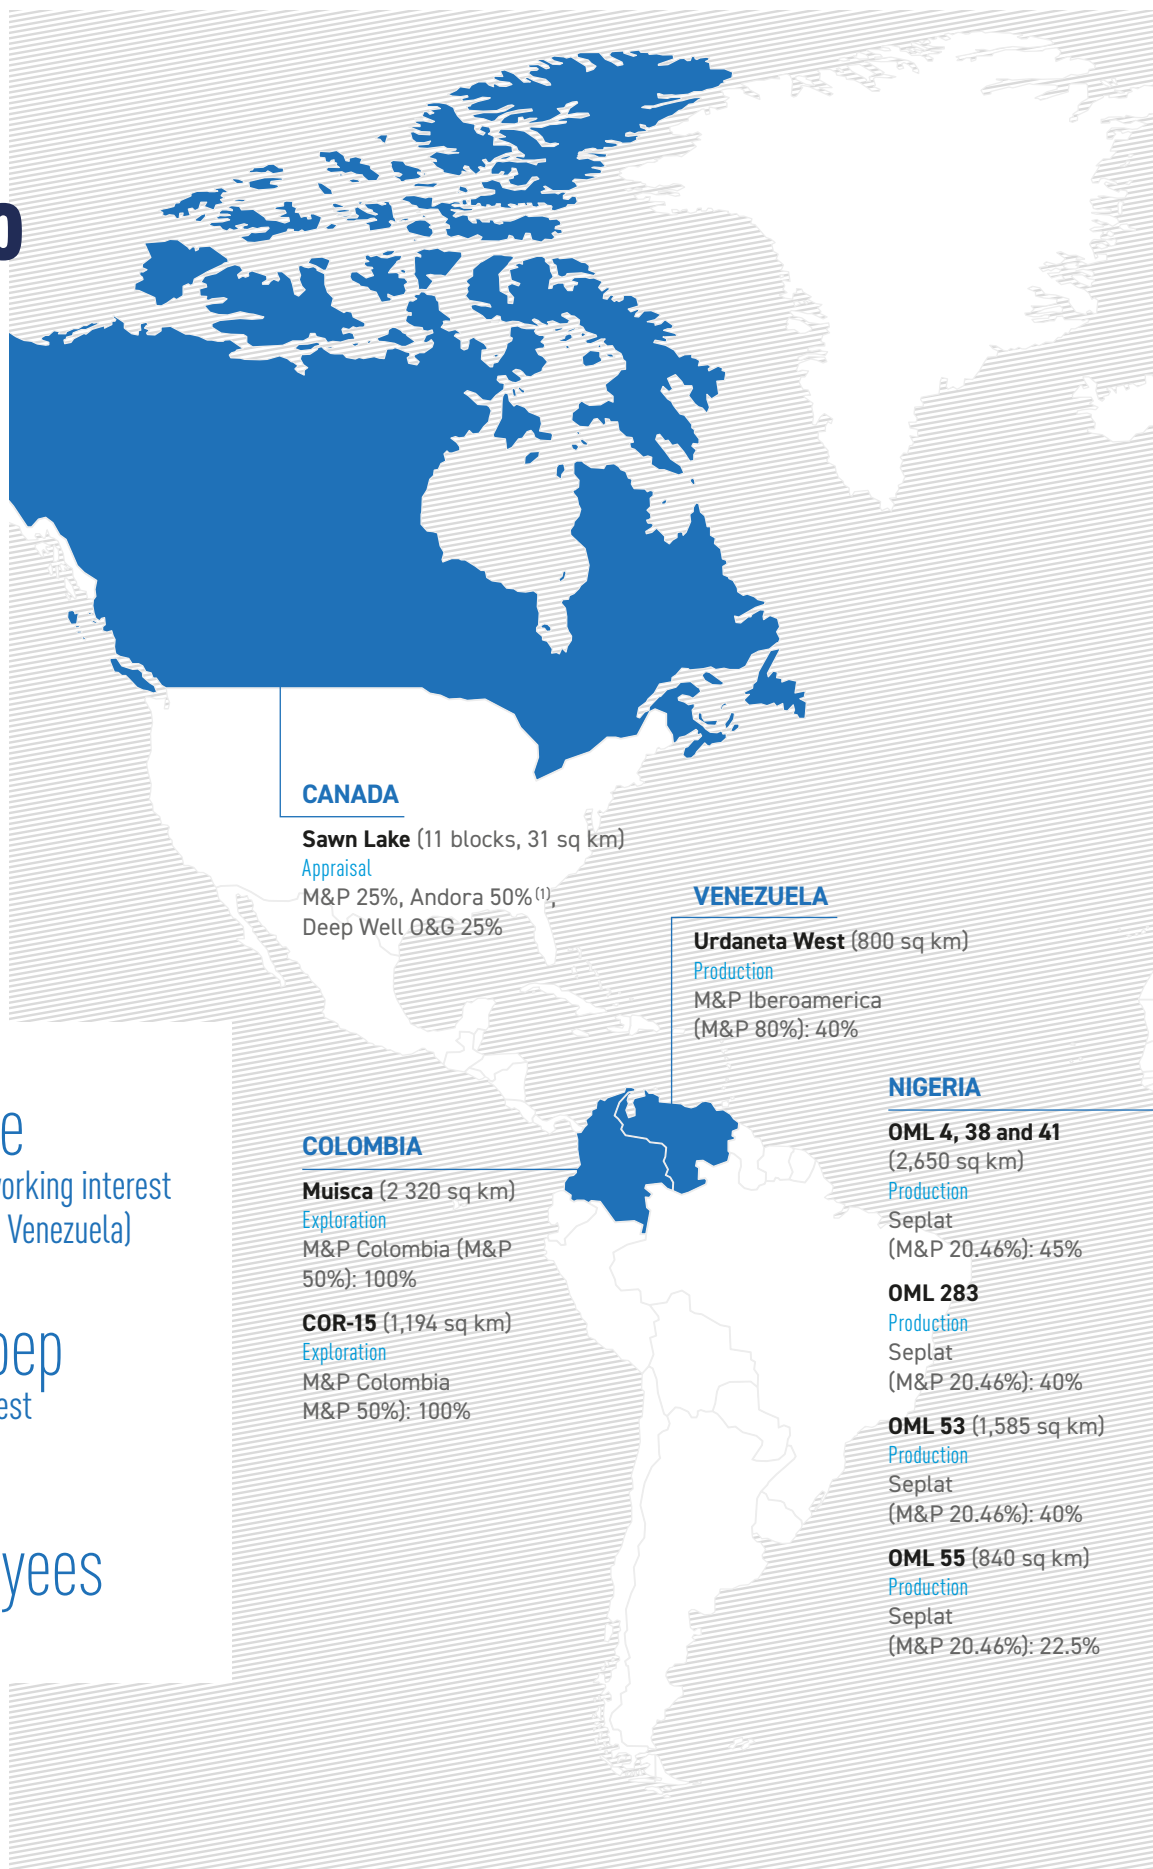 CANADA
Sawn Lake (11 blocks, 31 sq km)
Appraisal
M&P 25%, Andora 50%(1),
Deep Well O&G 25%
VENEZUELA
Urdaneta West (800 sq km)
Production
M&P Iberoamerica
(M&P 80%): 40%
working interest
Venezuela)
COLOMBIA
Muisca (2 320 sq km)
Exploration
M&P Colombia (M&P
50%): 100%
COR-15 (1,194 sq km)
Exploration
M&P Colombia
M&P 50%): 100%
NIGERIA
OML 4, 38 and 41
(2,650 sq km)
Production
Seplat
(M&P 20.46%): 45%
OML 283
Production
Seplat
(M&P 20.46%): 40%
OML 53 (1,585 sq km)
Production
Seplat
(M&P 20.46%): 40%
OML 55 (840 sq km)
Production
Seplat
(M&P 20.46%): 22.5%